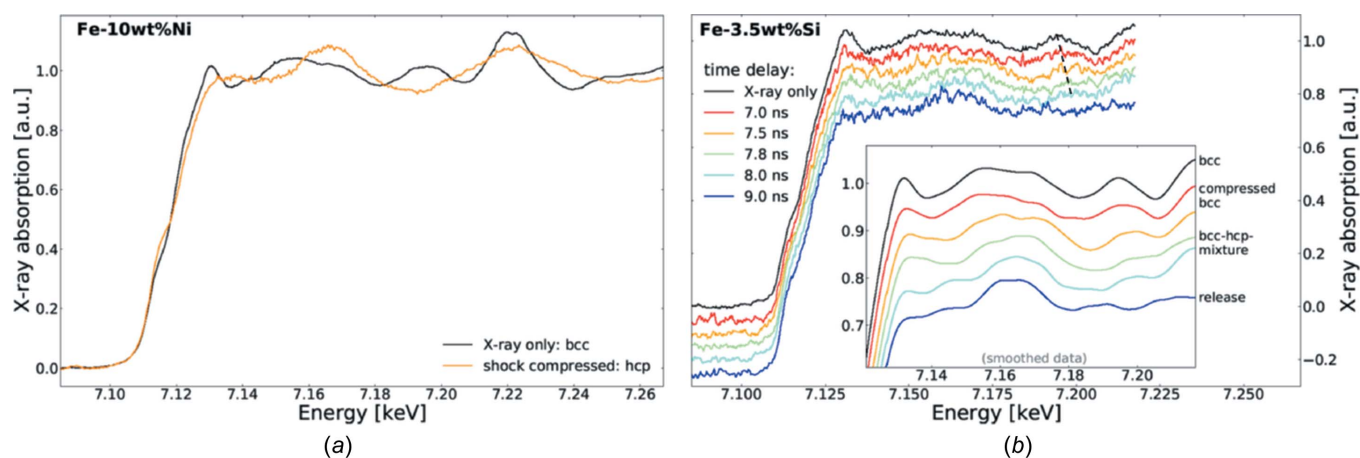 Fe-10wt%Ni
X-ray absorption [a.u.]
1.0
0.8
0.6
0.4
0.2
0.0
X-ray only: bcc
shock compressed: hcp
7.10 7.12 7.14 7.16 7.18 7.20 7.22 7.24 7.26
Energy [keV]
(a)
Fe-3.5wt%Si
time delay:
X-ray only
7.0 ns
7.5 ns
7.8 ns
8.0 ns
9.0 ns
1.0
0.9
0.8
0.7
bcc
compressed
bcc
bcc-hcp-
mixture
release
(smoothed data)
7.14 7.16 7.18 7.20
1.0
0.8
0.6
0.4
0.2
0.0
−0.2
X-ray absorption [a.u.]
7.100 7.125 7.150 7.175 7.200 7.225 7.250
Energy [keV]
(b)